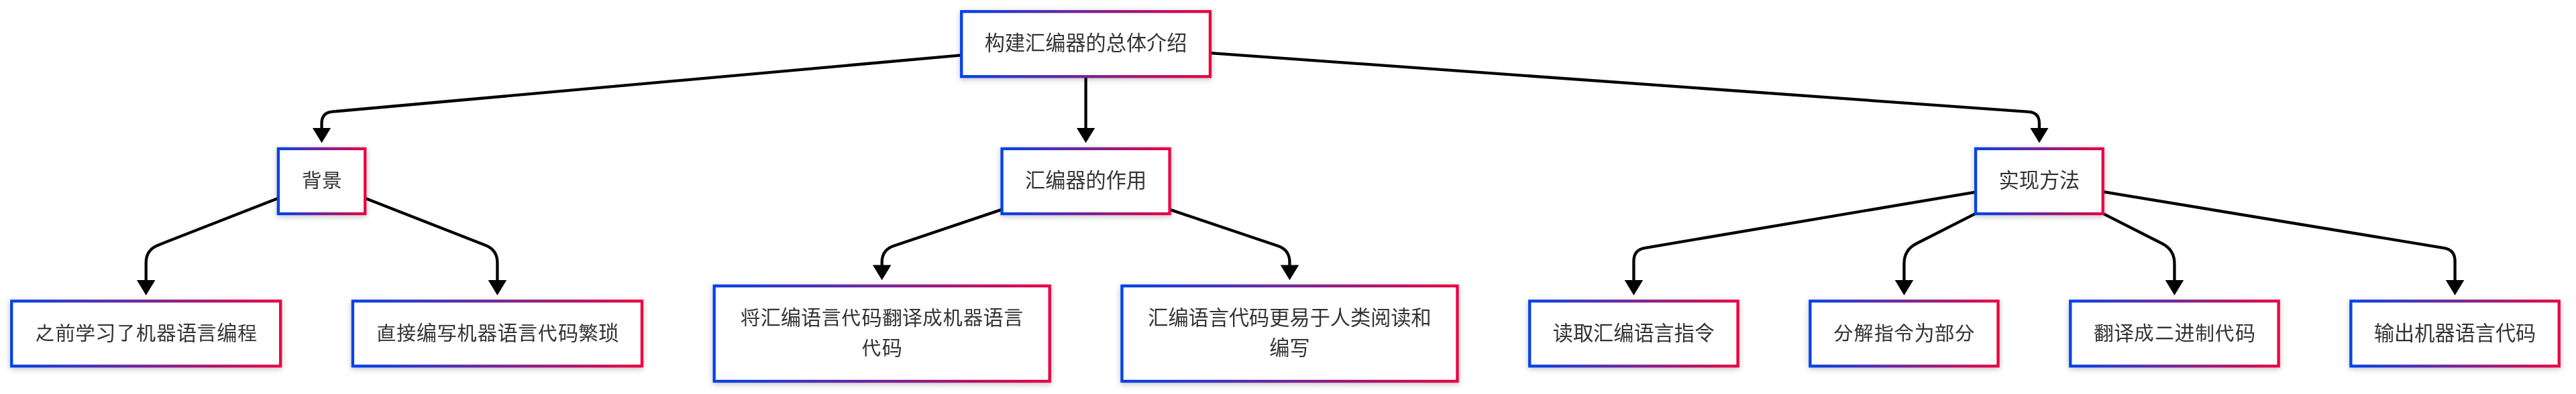 构建汇编器的总体介绍
背景
汇编器的作用
实现方法
之前学习了机器语言编程
直接编写机器语言代码繁琐
将汇编语言代码翻译成机器语言
代码
汇编语言代码更易于人类阅读和
编写
读取汇编语言指令
分解指令为部分
翻译成二进制代码
输出机器语言代码